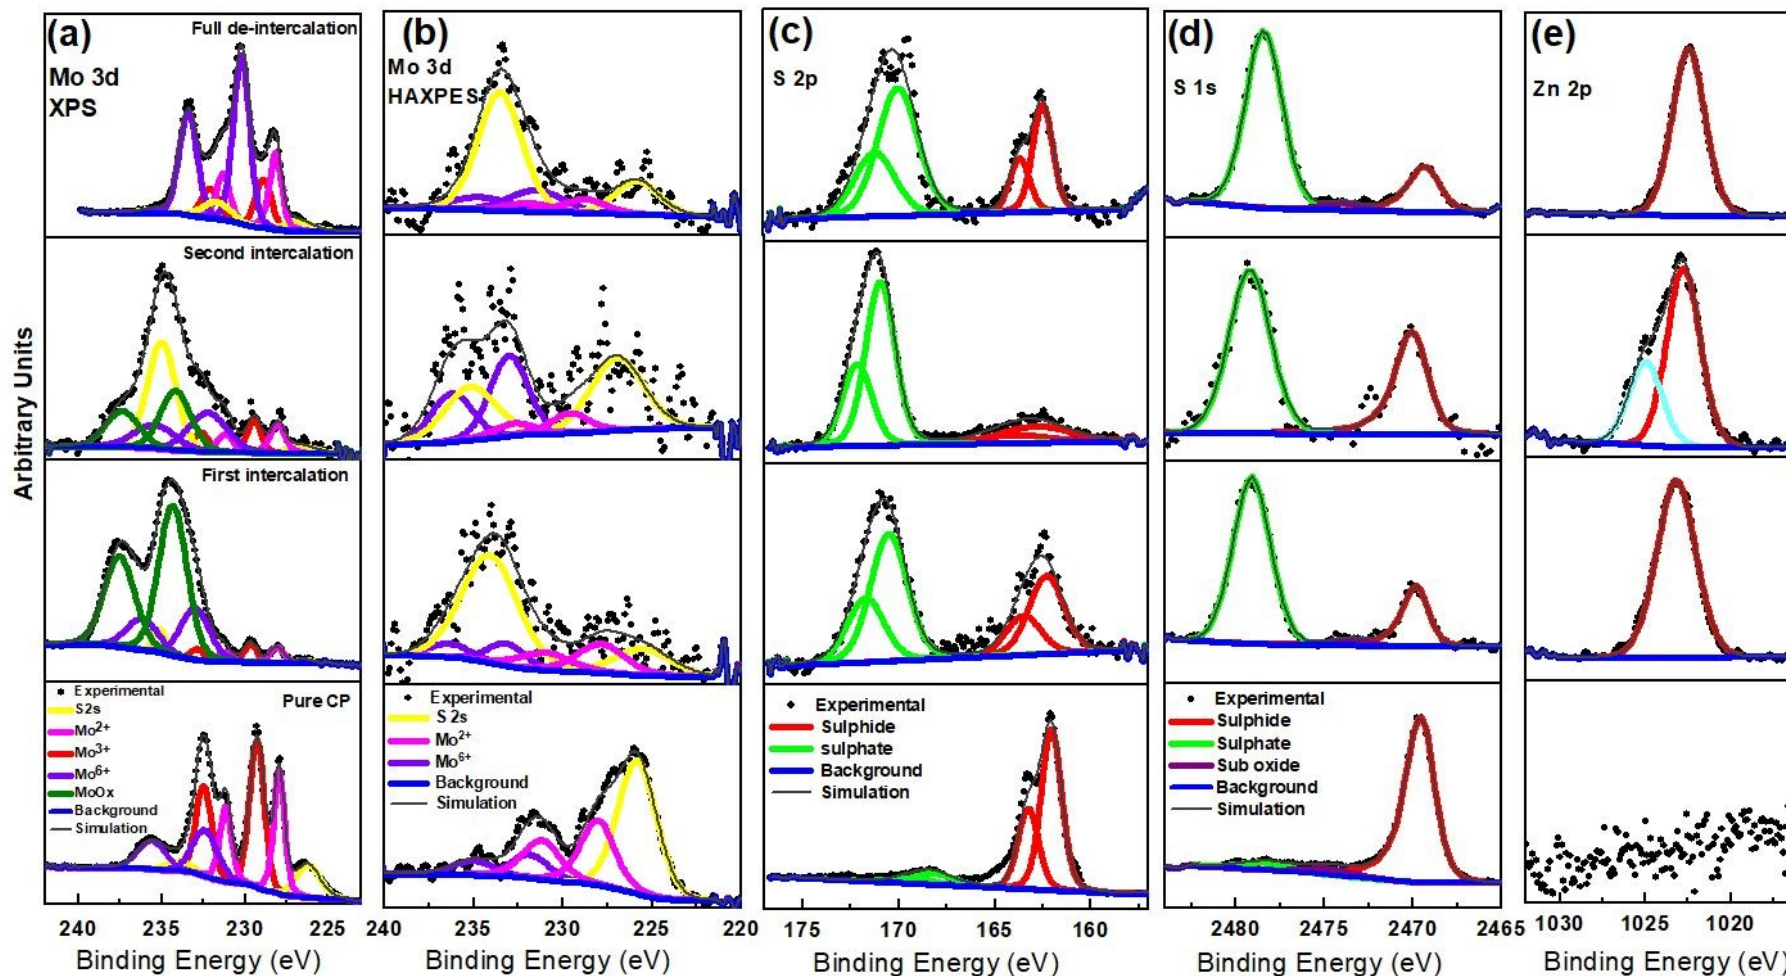 (a)
Full de-intercalation
Mo 3d
XPS
(b)
Mo 3d
HAXPES
(c)
S 2p
(d)
S 1s
(e)
Zn 2p
Second intercalation
First intercalation
Pure CP
Arbitrary Units
Experimental
S2s
Mo2+
Mo3+
Mo6+
MoOx
Background
Simulation
Experimental
S 2s
Mo2+
Mo6+
Background
Simulation
Experimental
Sulphide
sulphate
Background
Simulation
Experimental
Sulphide
Sulphate
Sub oxide
Background
Simulation
240 235 230 225
240 235 230 225 220
175 170 165 160
2480 2475 2470 2465
1030 1025 1020
Binding Energy (eV)
Binding Energy (eV)
Binding Energy (eV)
Binding Energy (eV)
Binding Energy (eV)